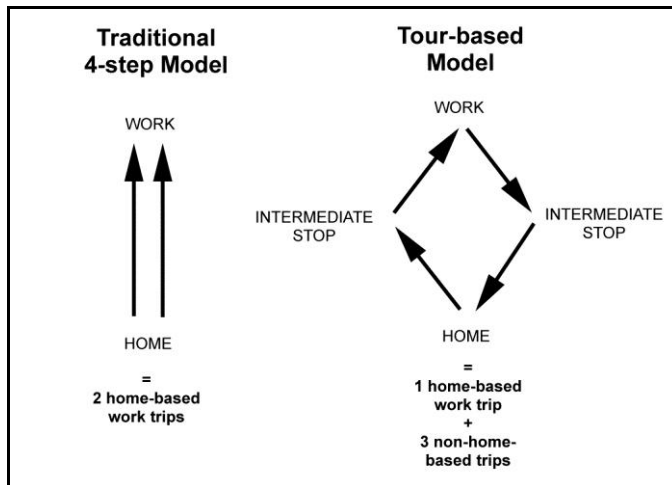 Traditional
4-step Model
WORK
HOME
=
2 home-based
work trips
Tour-based
Model
WORK
INTERMEDIATE
STOP
INTERMEDIATE
STOP
HOME
=
1 home-based
work trip
+
3 non-home-
based trips